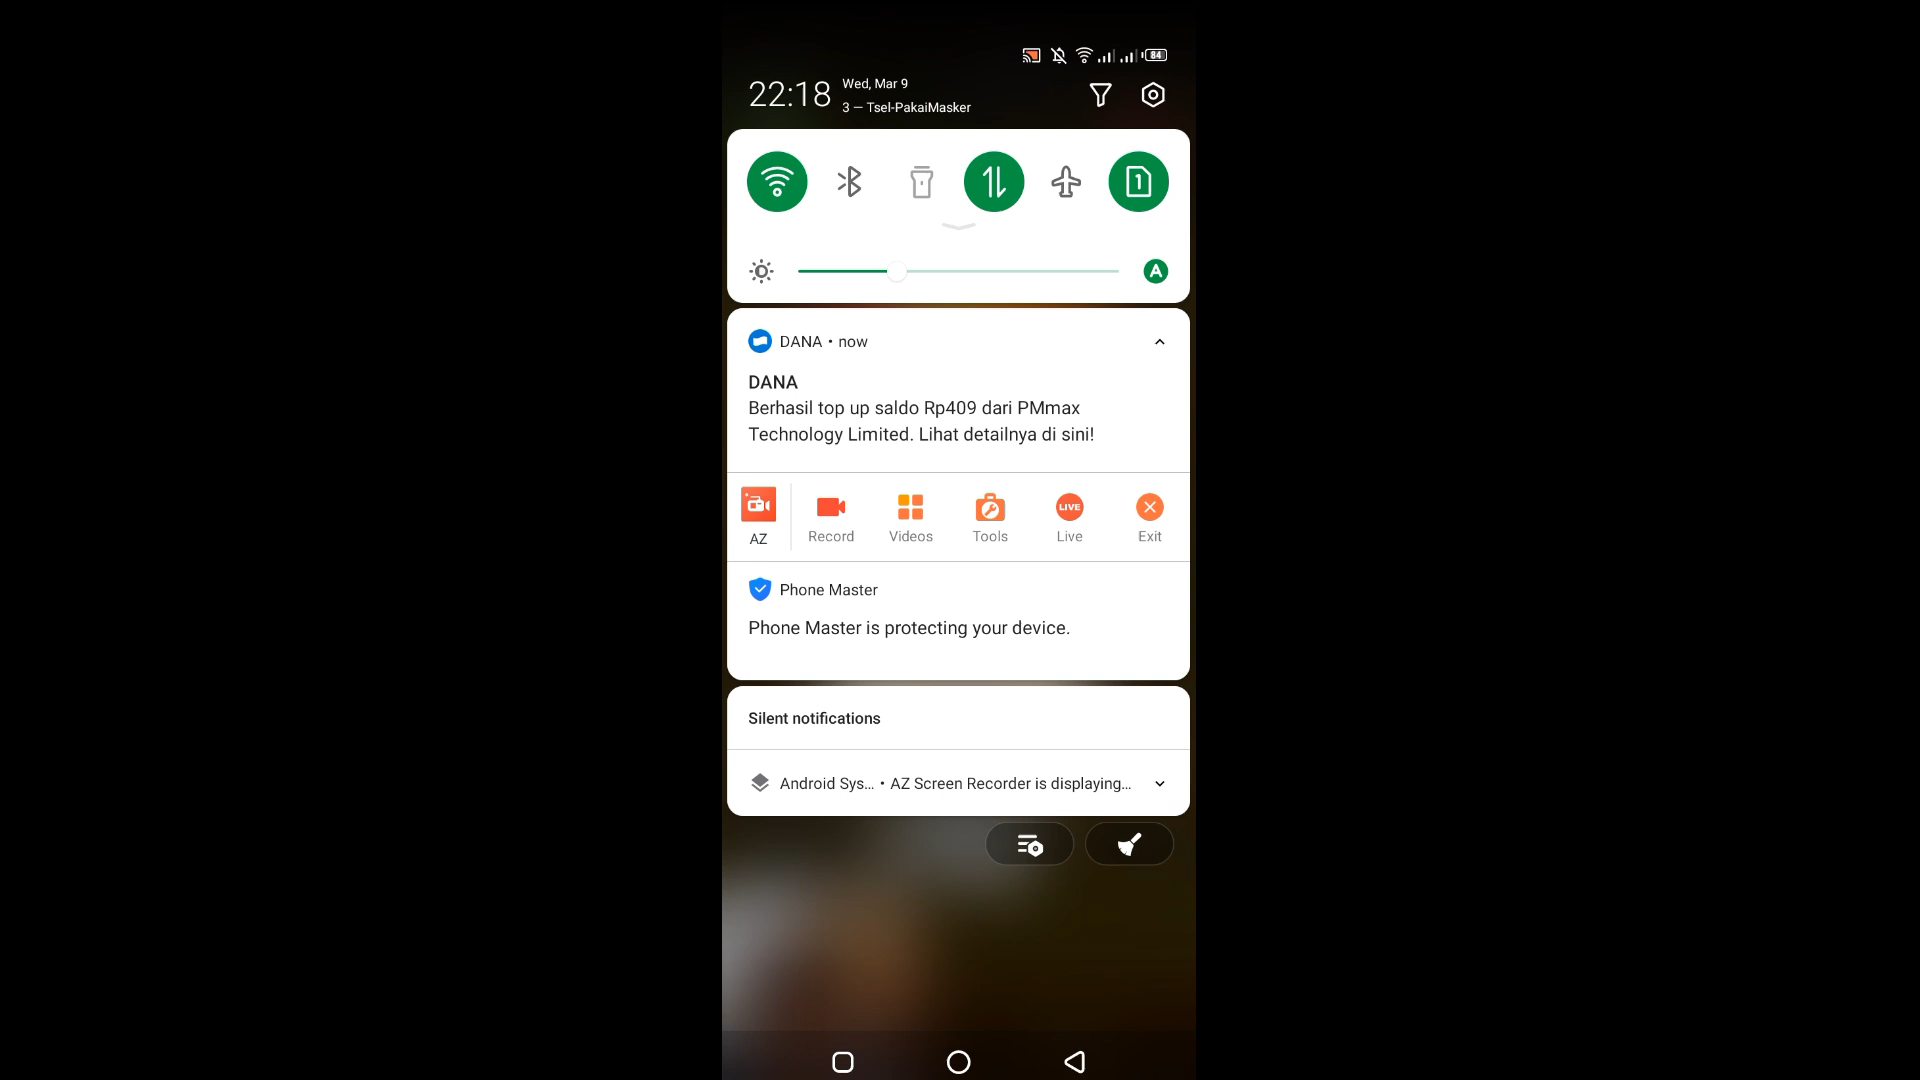 84
22:18
Wed, Mar 9
3 — Tsel-PakaiMasker
1
A
DANA • now
DANA
Berhasil top up saldo Rp409 dari PMmax
Technology Limited. Lihat detailnya di sini!
AZ
Record
Videos
Tools
LIVE
Live
Exit
Phone Master
Phone Master is protecting your device.
Silent notifications
Android Sys... • AZ Screen Recorder is displaying...